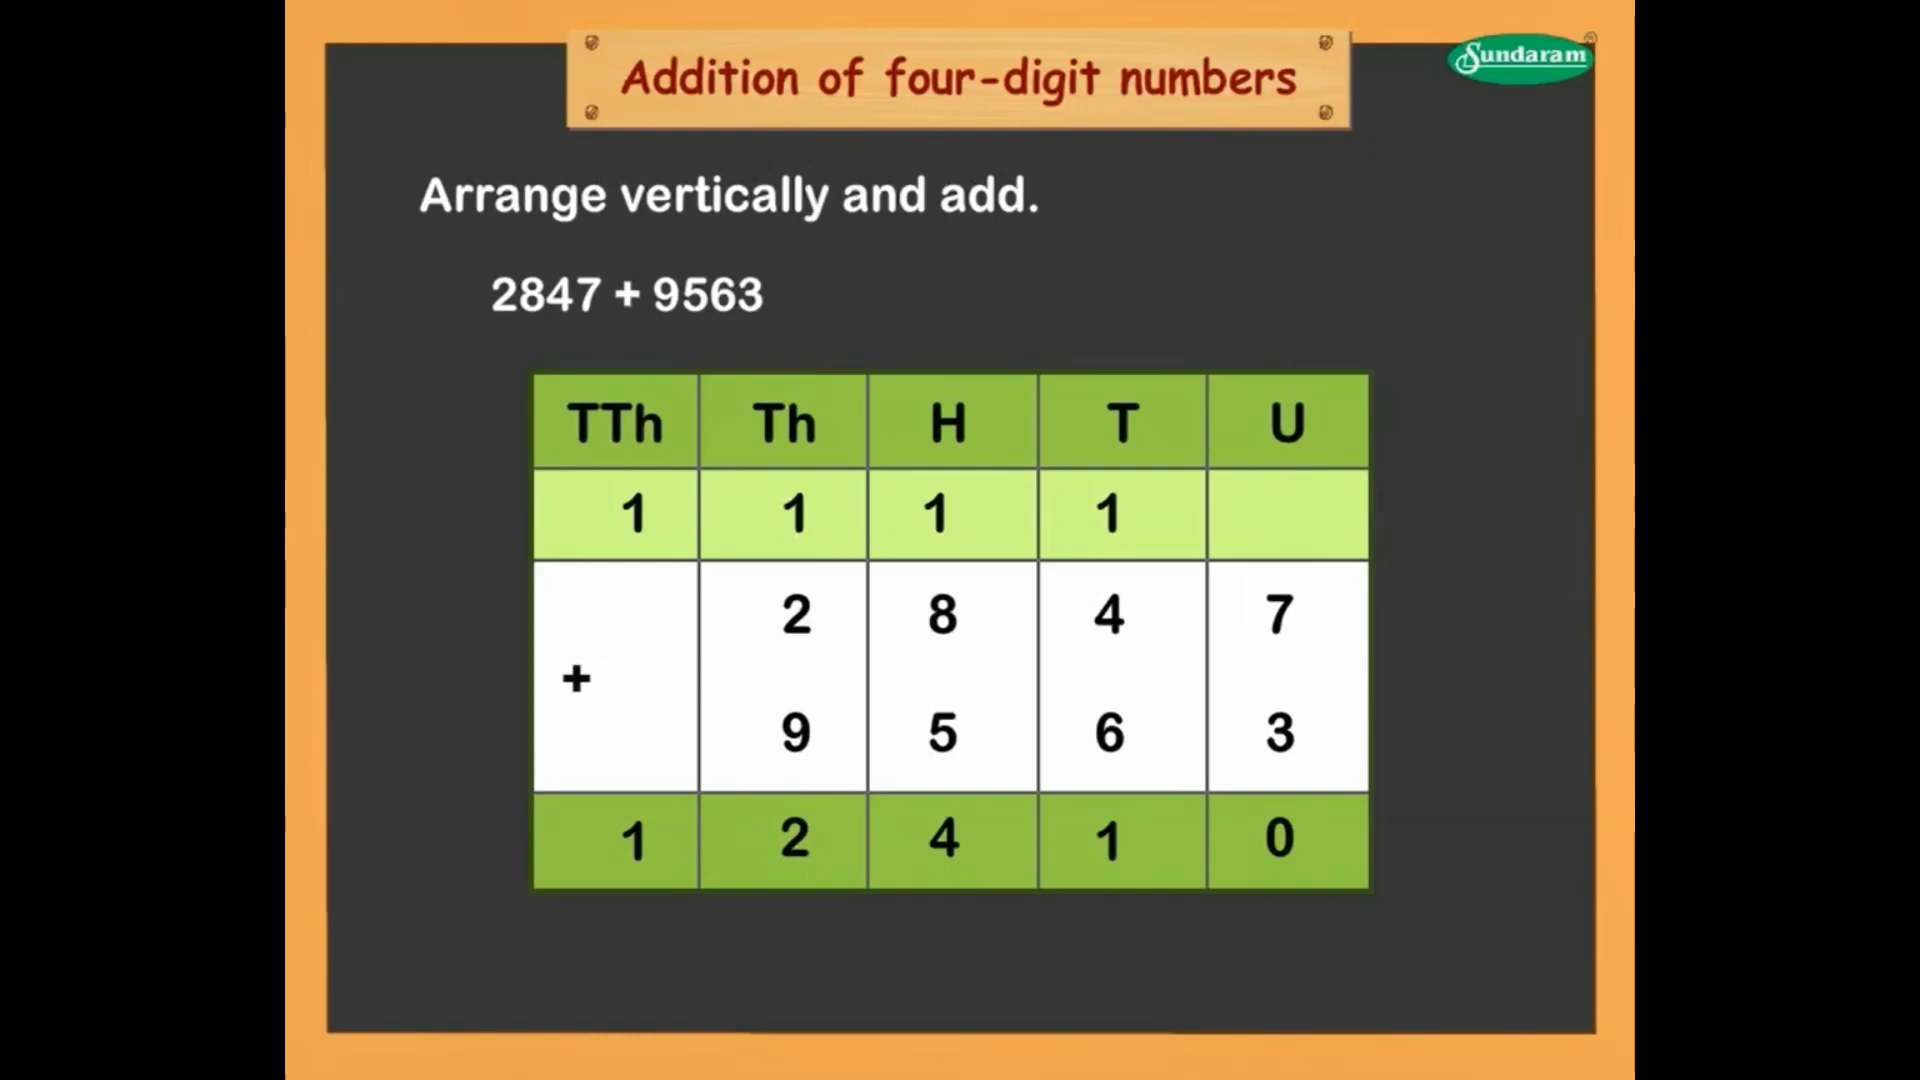 Addition of four-digit numbers
Sundaram
®
Arrange vertically and add.
2847 + 9563
TTh Th H T U
1 1 1 1
2 8 4 7
+
9 5 6 3
1 2 4 1 0